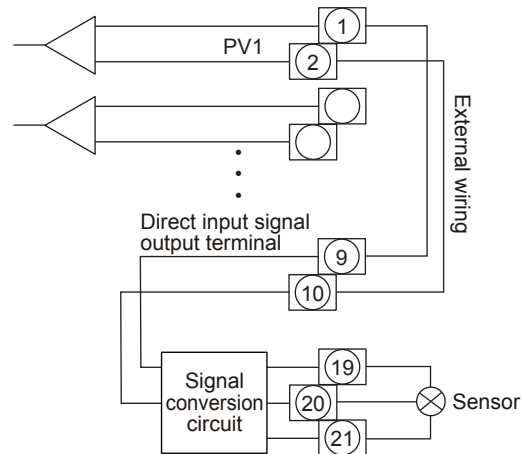 1
PV1
2
External wiring
Direct input signal
output terminal
9
10
19
Signal
conversion
circuit
20
Sensor
21